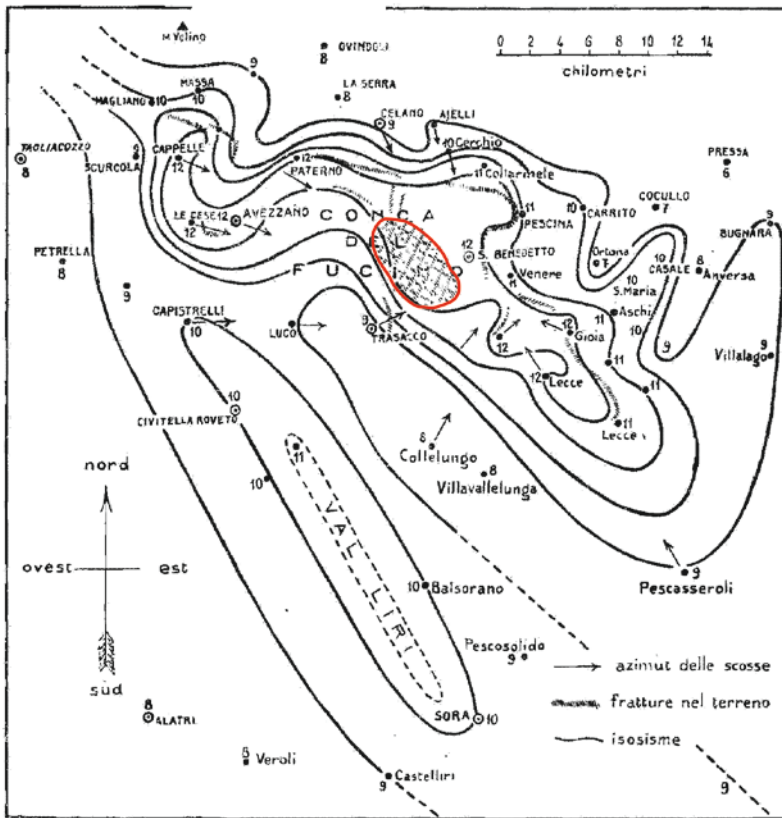 M. Velino
OVINDOLI
8
0 2 4 6 8 10 12 14
chilometri
9
MASSA
10
LA SERRA
8
MAGLIANO 10
CELANO
9
AJELLI
10 Cerchio
TAGLIACOZZO
8
9
SCURCOLA
CAPPELLE
12
12
PATERNO
11 Collarmele
PRESSA
6
LE CESE 12
12
AVEZZANO
CONCA
DEL
FUCINO
11
PESCINA
10
CARRITO
COCULLO
7
9
BUGNARA
PETRELLA
8
12
S. BENEDETTO
Ortona
7
10
CASALE
8
Anversa
9
11
Venere
S. Maria
10
CAPISTRELLI
10
LUCO
9
TRASACCO
12
12
Gioia
11
Aschi
10
9
9
Villalago
11
12
Lecce
11
10
CIVITELLA ROVETO
11
Lecce
8
Collelungo
8
Villavallelunga
11
10
nord
VAL LIRI
ovest
est
10
Balsorano
9
Pescasseroli
Pescosolido
9
azimut delle scosse
sud
fratture nel terreno
8
ALATRI
SORA
10
isosisme
8
Veroli
9
Castelliri
9